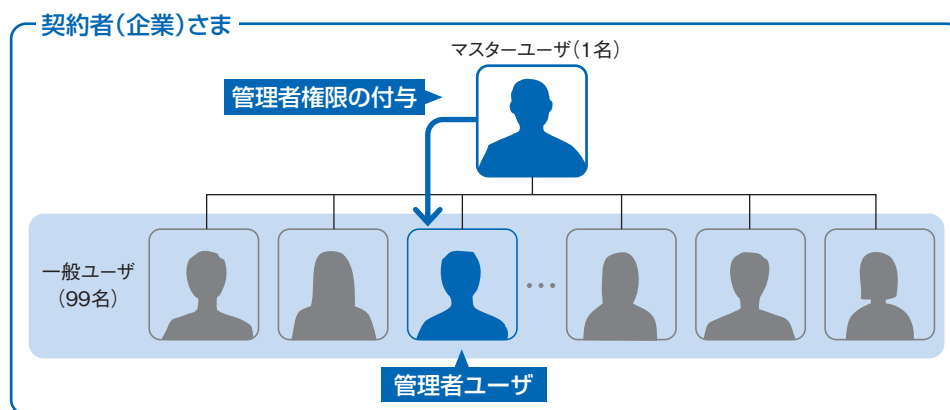 契約者(企業)さま
マスターユーザ(1名)
管理者権限の付与
一般ユーザ
(99名)
…
管理者ユーザ